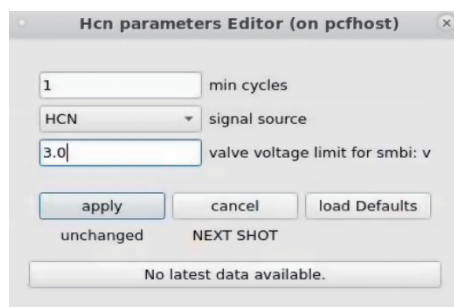 Hcn parameters Editor (on pcfhost)
1 min cycles
HCN signal source
3.0 valve voltage limit for smbi: v
apply cancel load Defaults
unchanged NEXT SHOT
No latest data available.